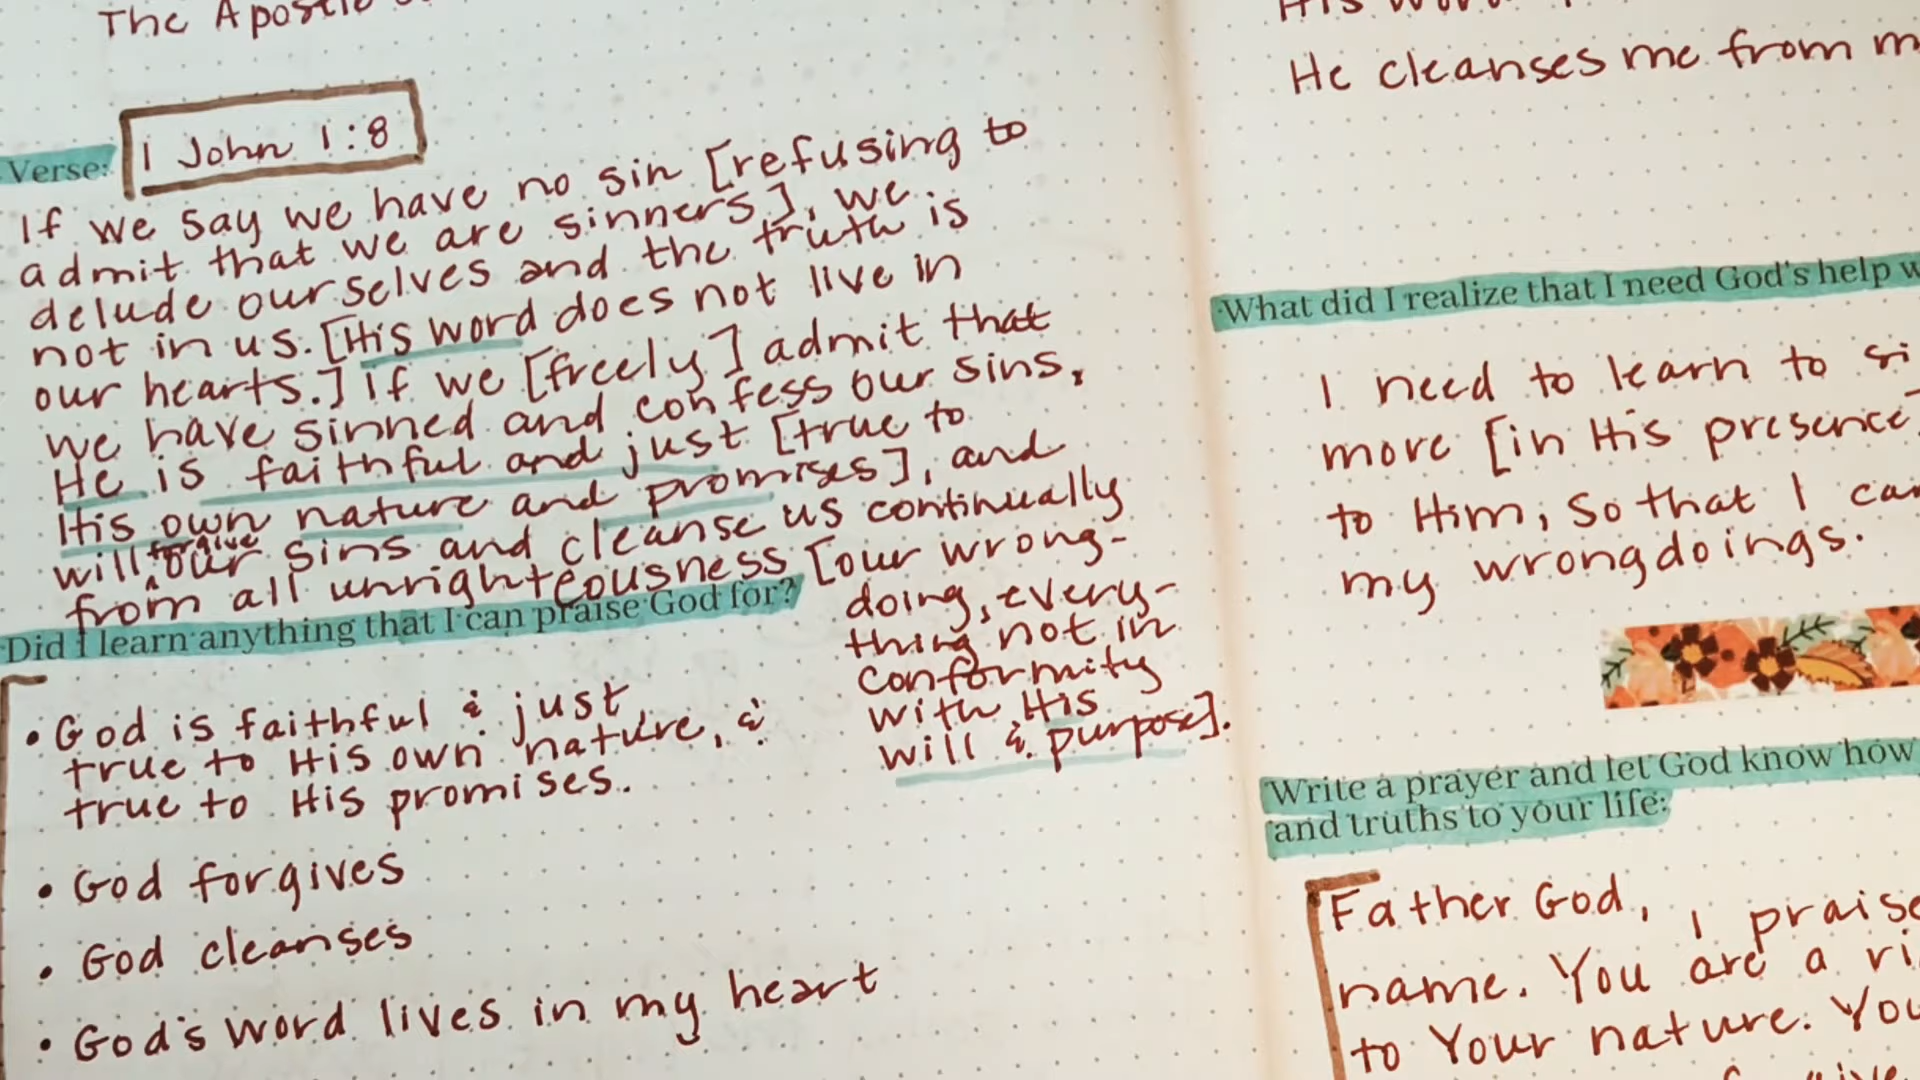 The Apostle
Verse: 1 John 1:8
If we say we have no sin [refusing to
admit that we are sinners], we
delude ourselves and the truth is
not in us. [His word does not live in
our hearts.] If we [freely] admit that
we have sinned and confess our sins,
He is faithful and just [true to
His own nature and promises], and
will forgive our sins and cleanse us continually
from all unrighteousness [our wrong-
doing, every-
thing not in
conformity
with His
will & purpose].
Did I learn anything that I can praise God for?
• God is faithful & just
true to His own nature, &
true to His promises.
• God forgives
• God cleanses
• God's word lives in my heart
His word
He cleanses me from m
What did I realize that I need God's help w
I need to learn to si
more [in His presence
to Him, so that I can
my wrongdoings.
Write a prayer and let God know how
and truths to your life:
Father God, I praise
name. You are a ri
to Your nature. You